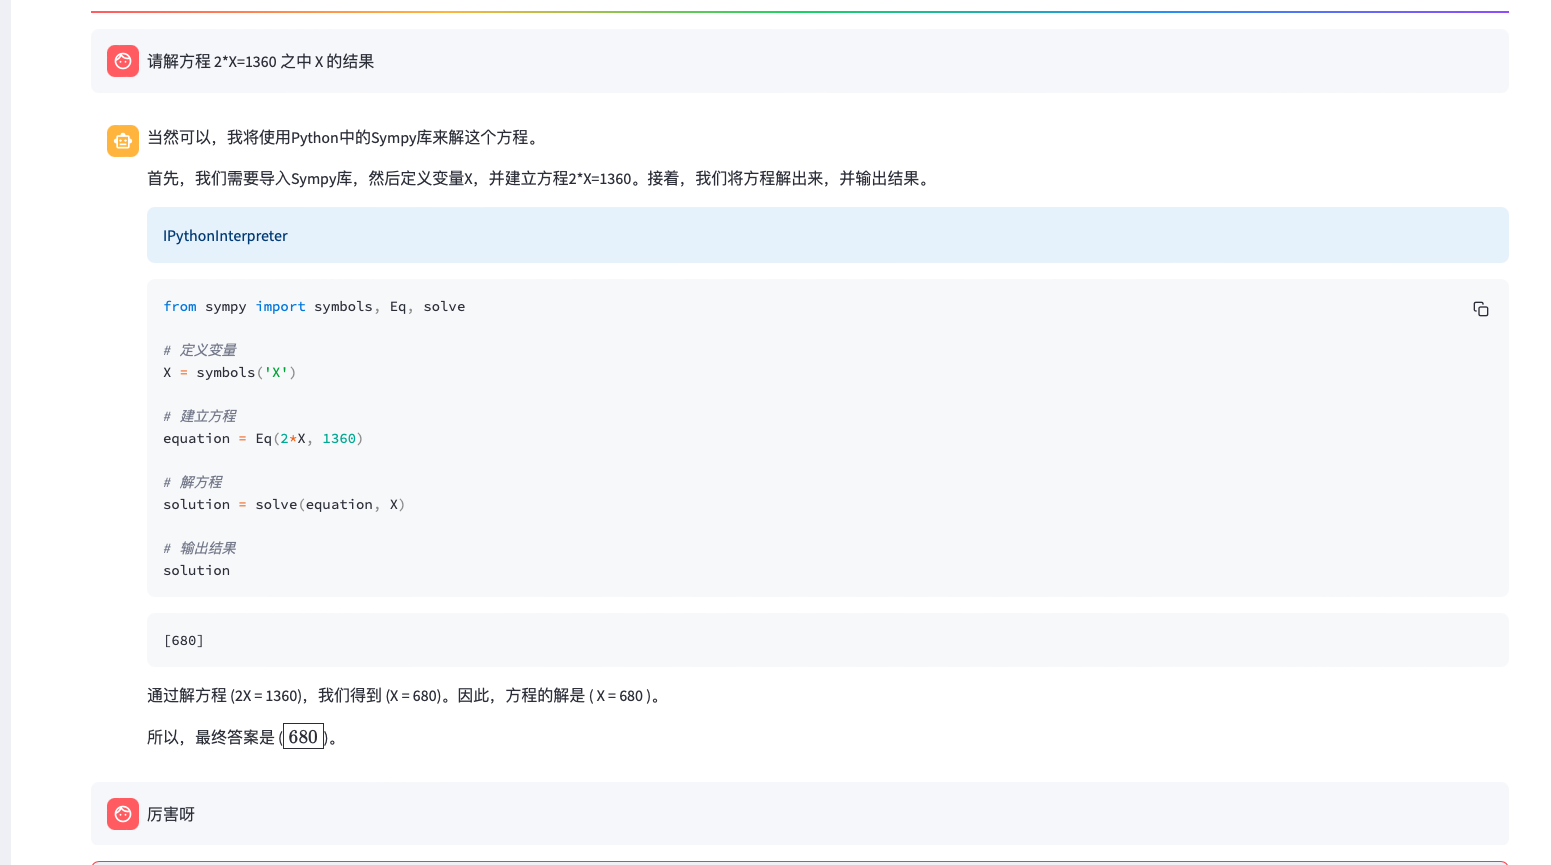 请解方程 2*X=1360 之中 X 的结果
当然可以，我将使用Python中的Sympy库来解这个方程。
首先，我们需要导入Sympy库，然后定义变量X，并建立方程2*X=1360。接着，我们将方程解出来，并输出结果。
IPythonInterpreter
from sympy import symbols, Eq, solve
# 定义变量
X = symbols('X')
# 建立方程
equation = Eq(2*X, 1360)
# 解方程
solution = solve(equation, X)
# 输出结果
solution
[680]
通过解方程 (2X = 1360)，我们得到 (X = 680)。因此，方程的解是 ( X = 680 )。
所以，最终答案是 (680)。
厉害呀